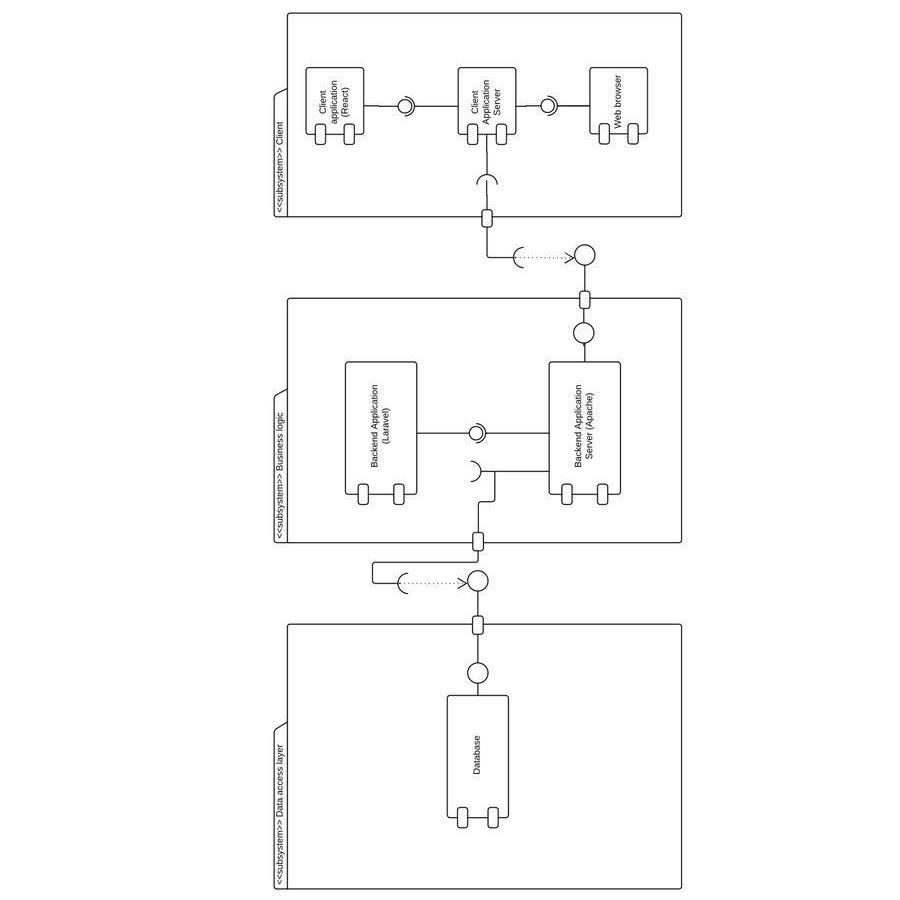 <<subsystem>> Client
Client
application
(React)
Client
Application
Server
Web browser
<<subsystem>> Business logic
Backend Application
(Laravel)
Backend Application
Server (Apache)
<<subsystem>> Data access layer
Database